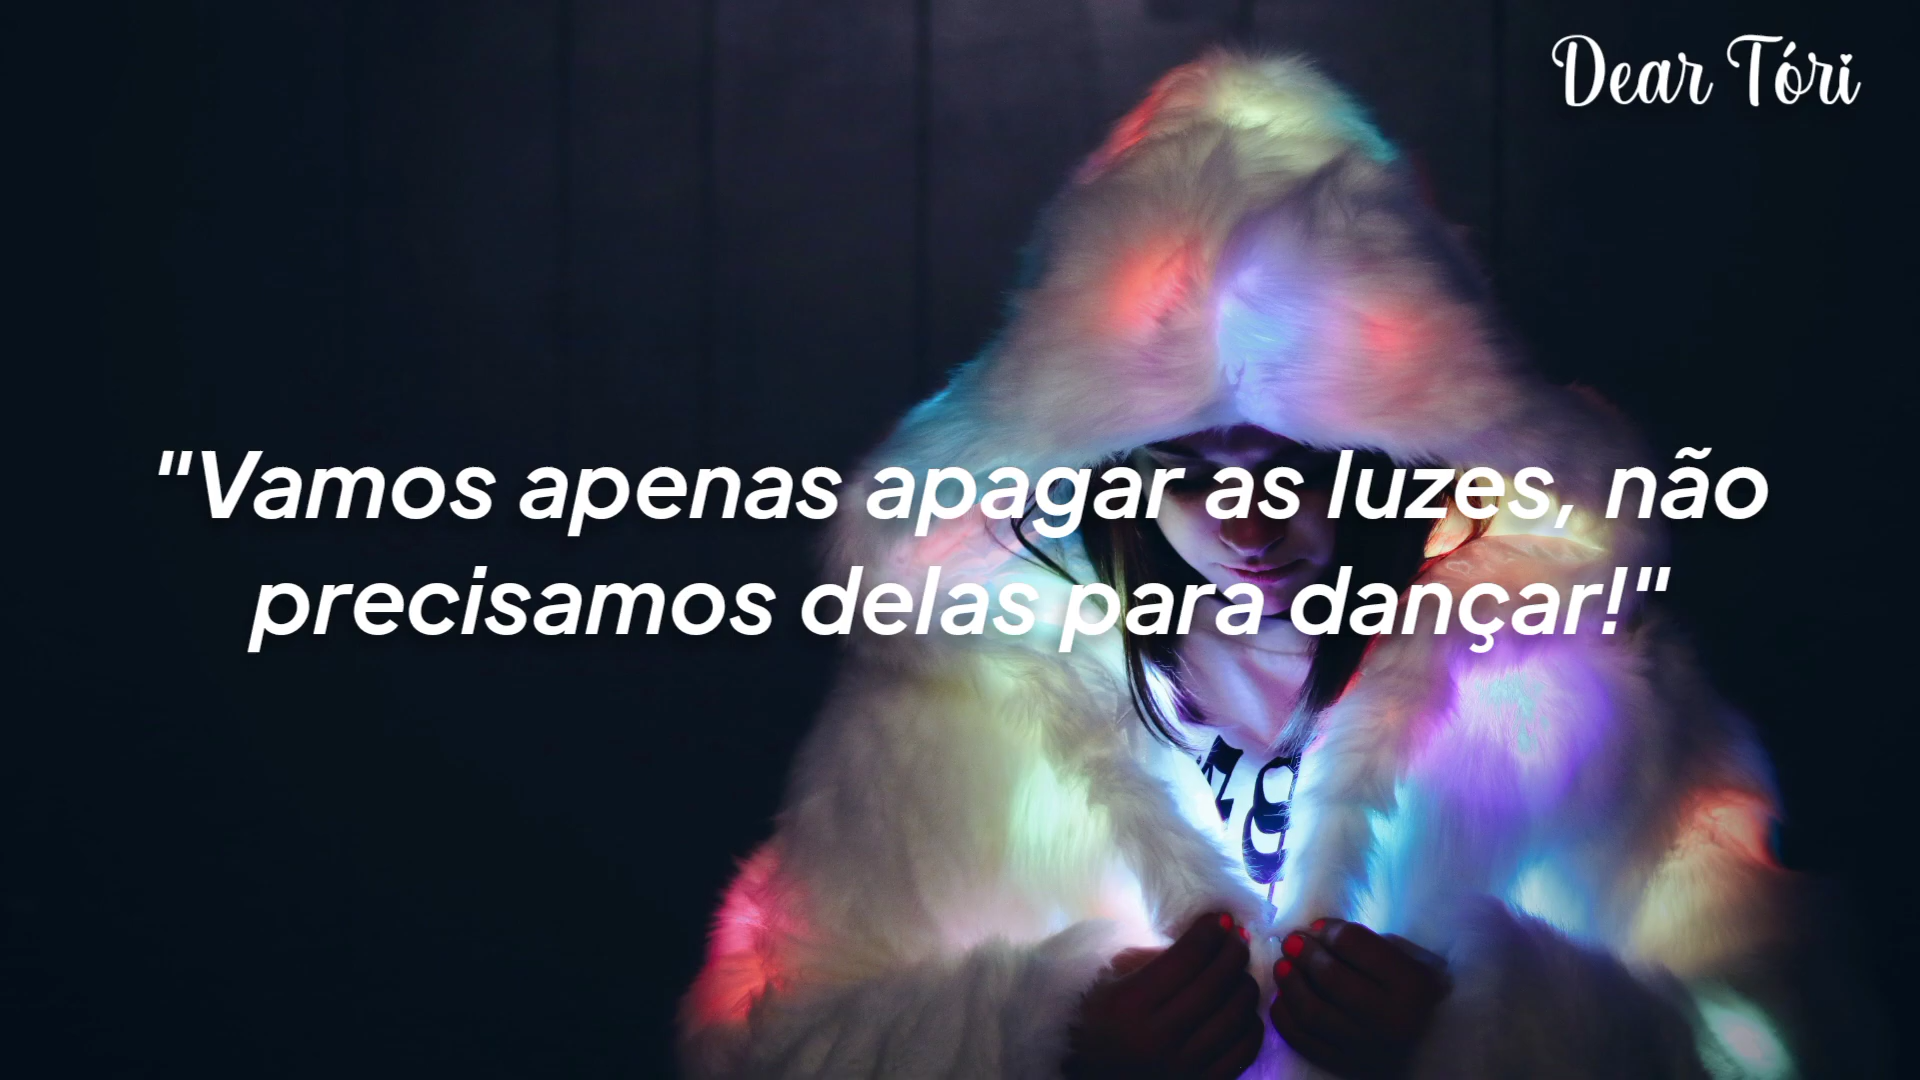 Dear Tóri
"Vamos apenas apagar as luzes, não
precisamos delas para dançar!"